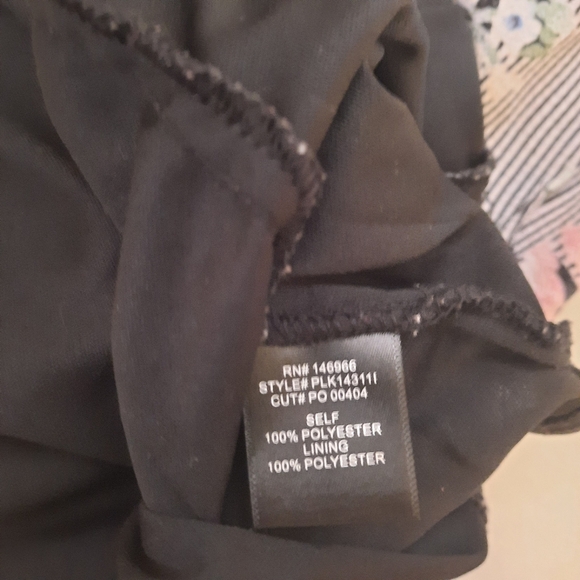 RN# 146966
STYLE# PLK14311I
CUT# PO 00404
SELF
100% POLYESTER
LINING
100% POLYESTER